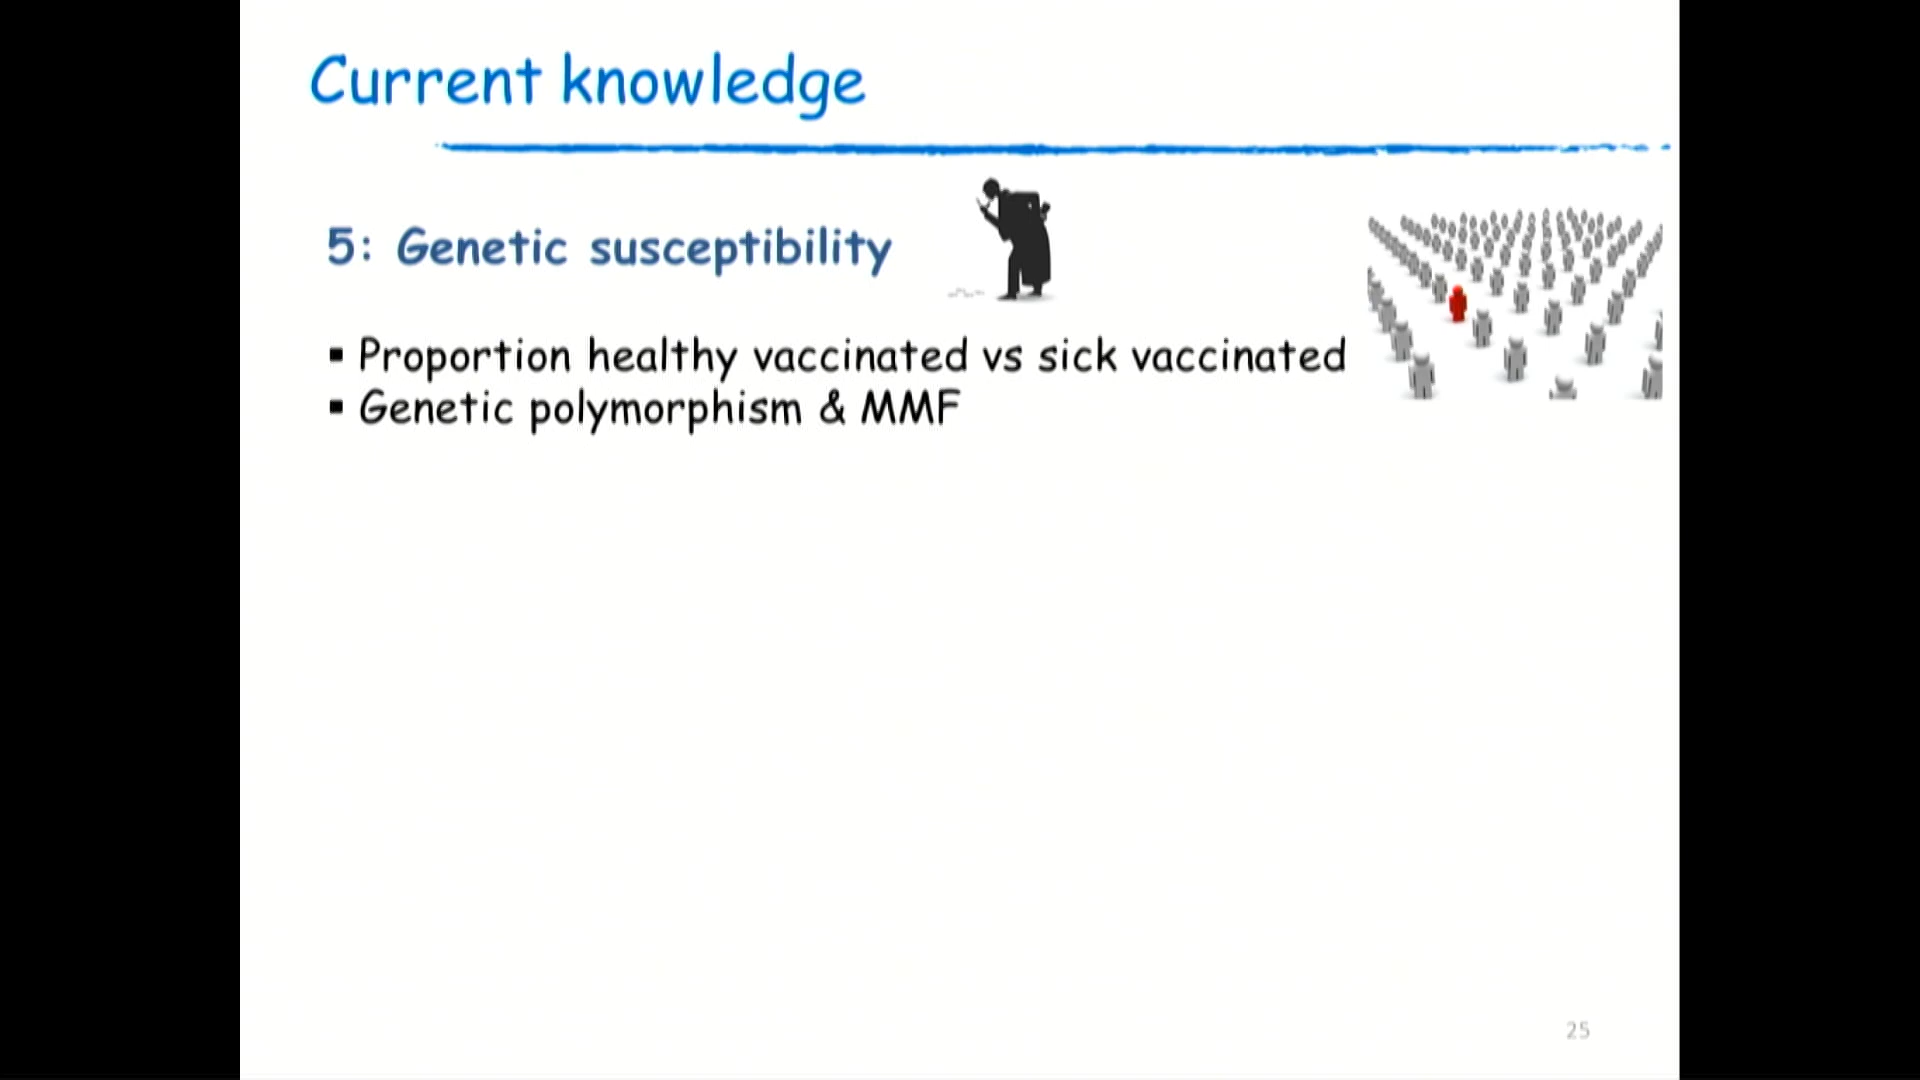 Current knowledge
5: Genetic susceptibility
▪ Proportion healthy vaccinated vs sick vaccinated
▪ Genetic polymorphism & MMF
25